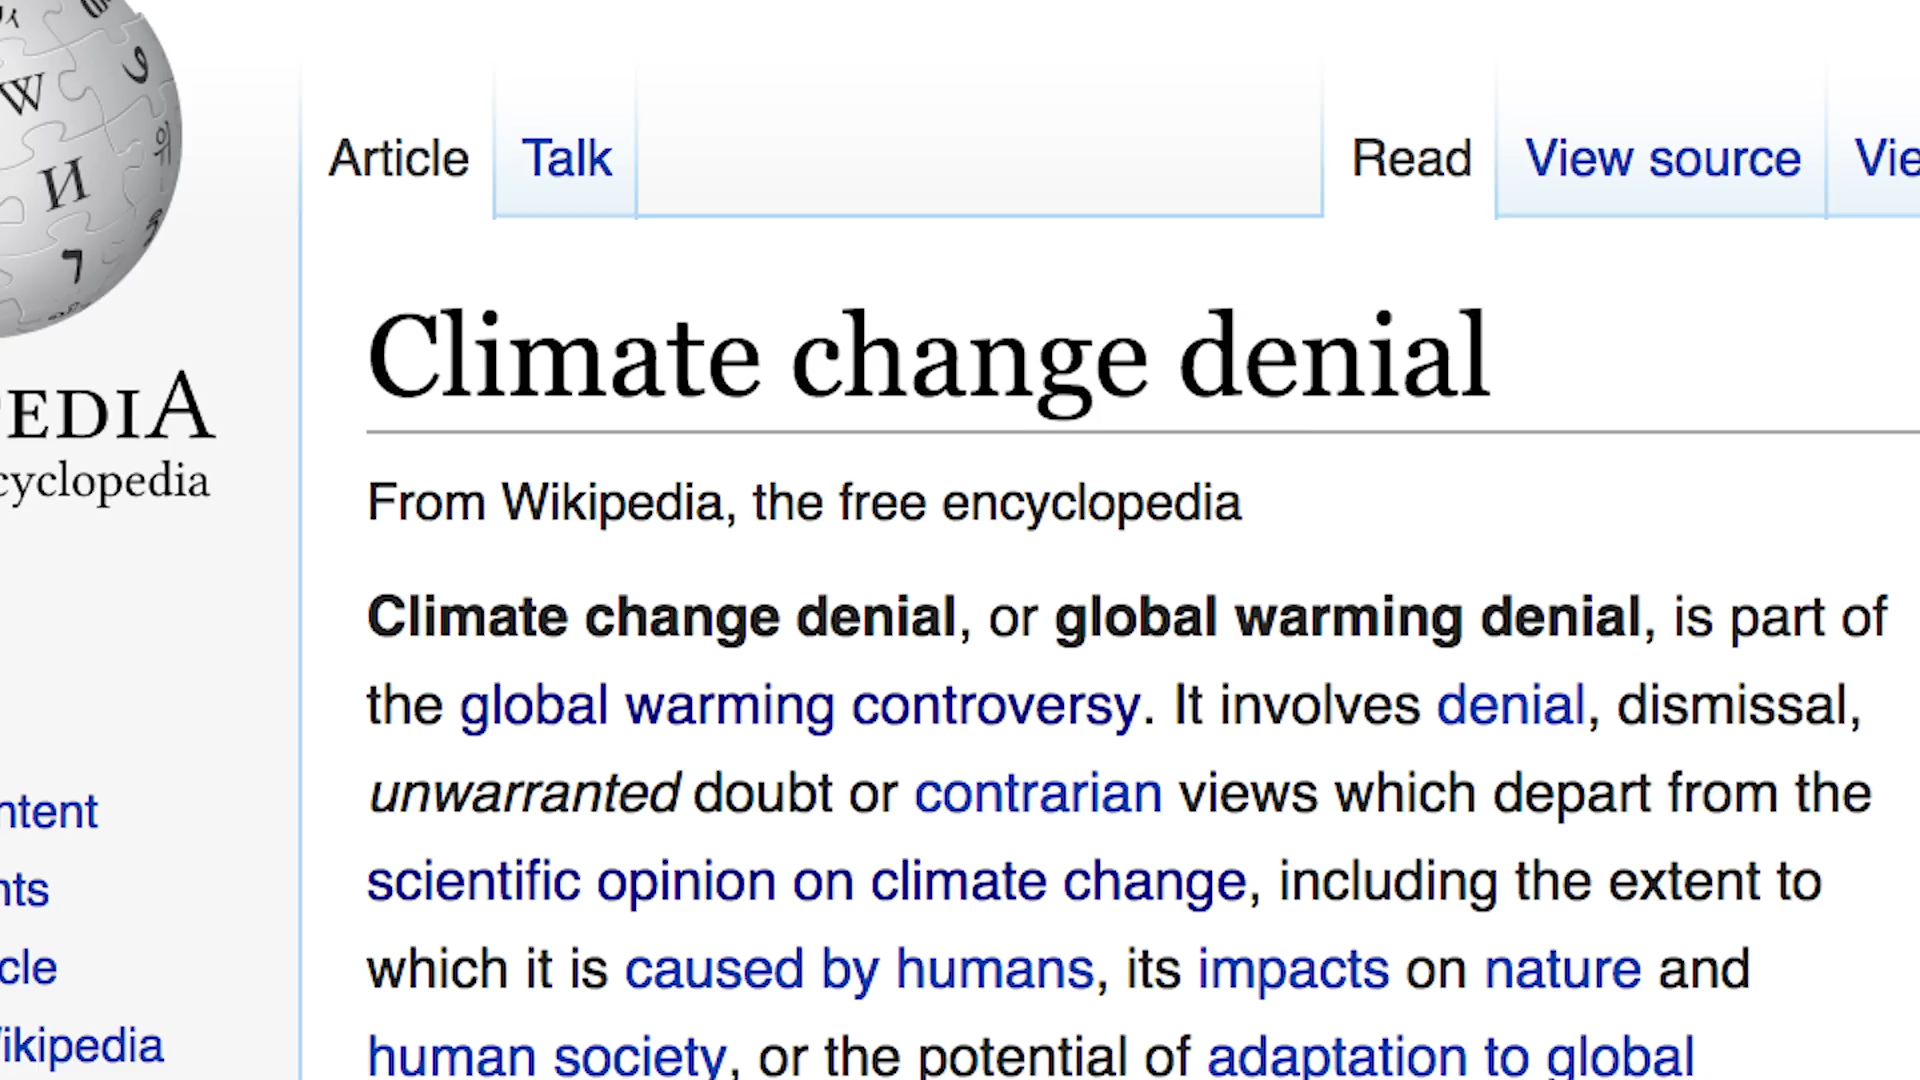 W
И
ו
위
PEDIA
cyclopedia
ntent
nts
cle
ikipedia
Article Talk Read View source Vie
Climate change denial
From Wikipedia, the free encyclopedia
Climate change denial, or global warming denial, is part of
the global warming controversy. It involves denial, dismissal,
unwarranted doubt or contrarian views which depart from the
scientific opinion on climate change, including the extent to
which it is caused by humans, its impacts on nature and
human society, or the potential of adaptation to global